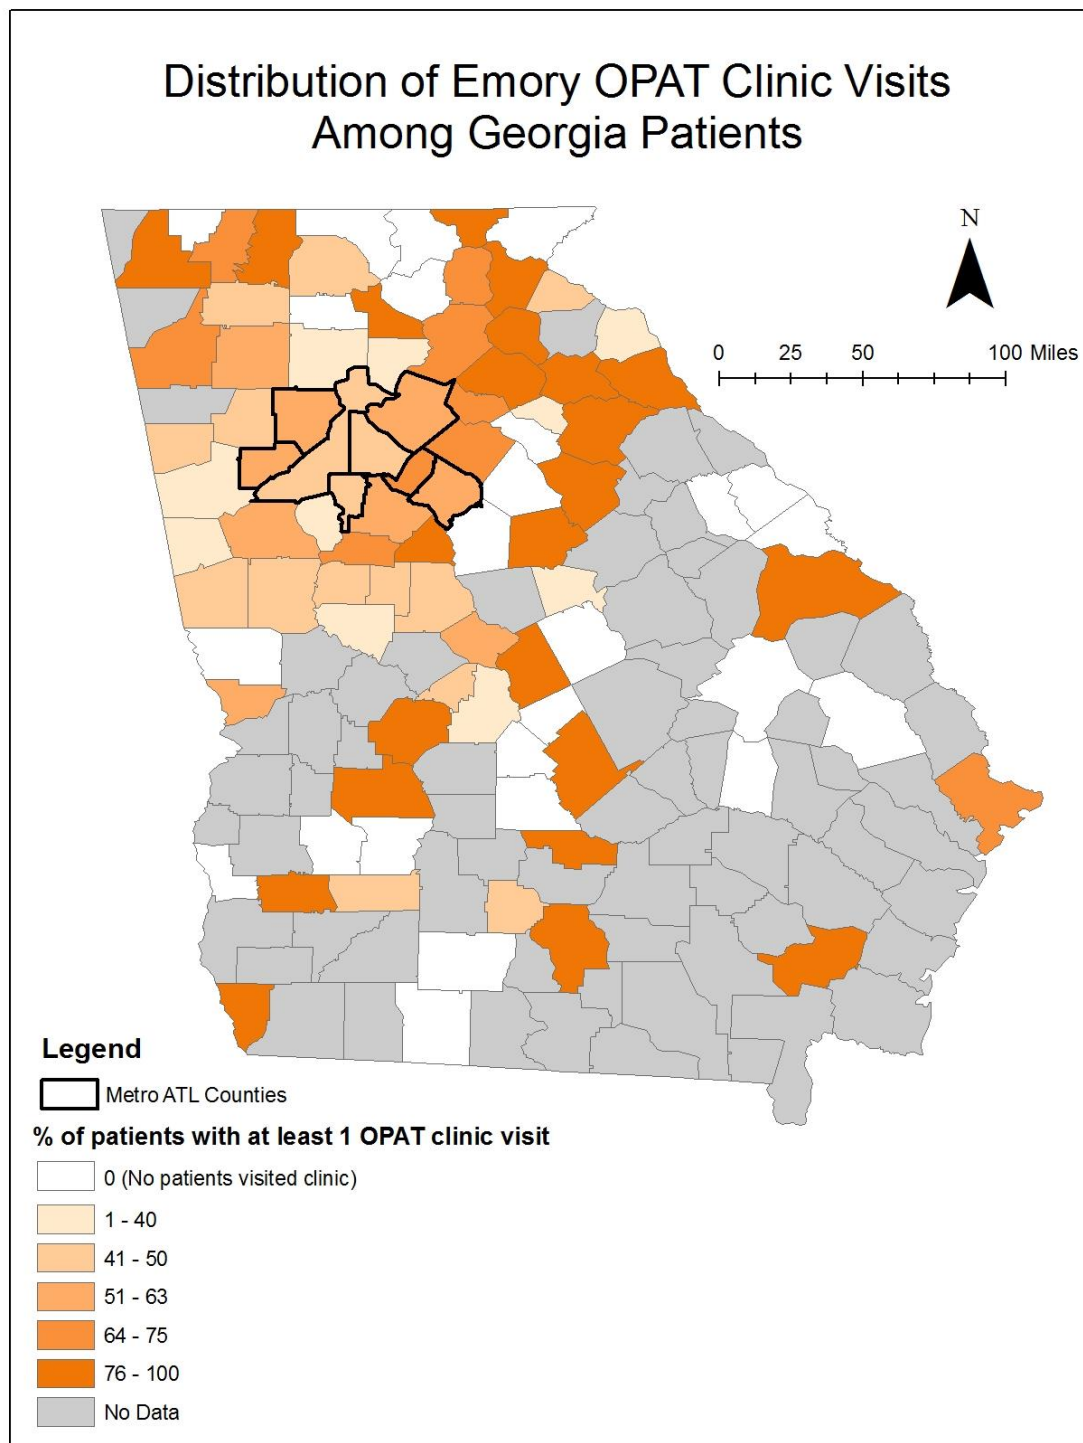 Distribution of Emory OPAT Clinic Visits
Among Georgia Patients
N
0 25 50 100 Miles
Legend
Metro ATL Counties
% of patients with at least 1 OPAT clinic visit
0 (No patients visited clinic)
1 - 40
41 - 50
51 - 63
64 - 75
76 - 100
No Data